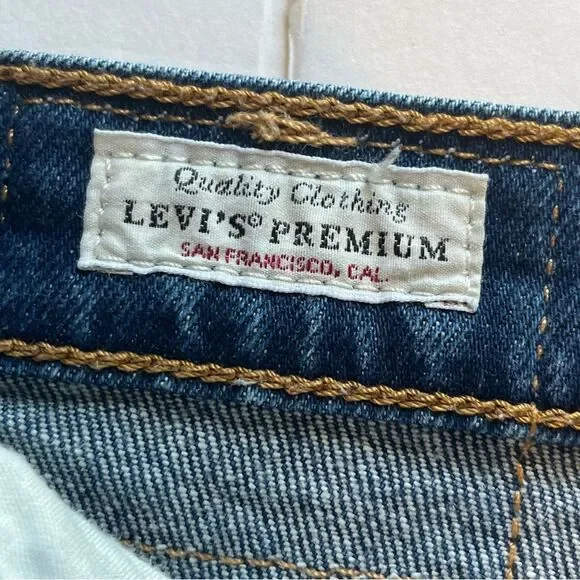 Quality Clothing
LEVI'S® PREMIUM
SAN FRANCISCO, CAL.